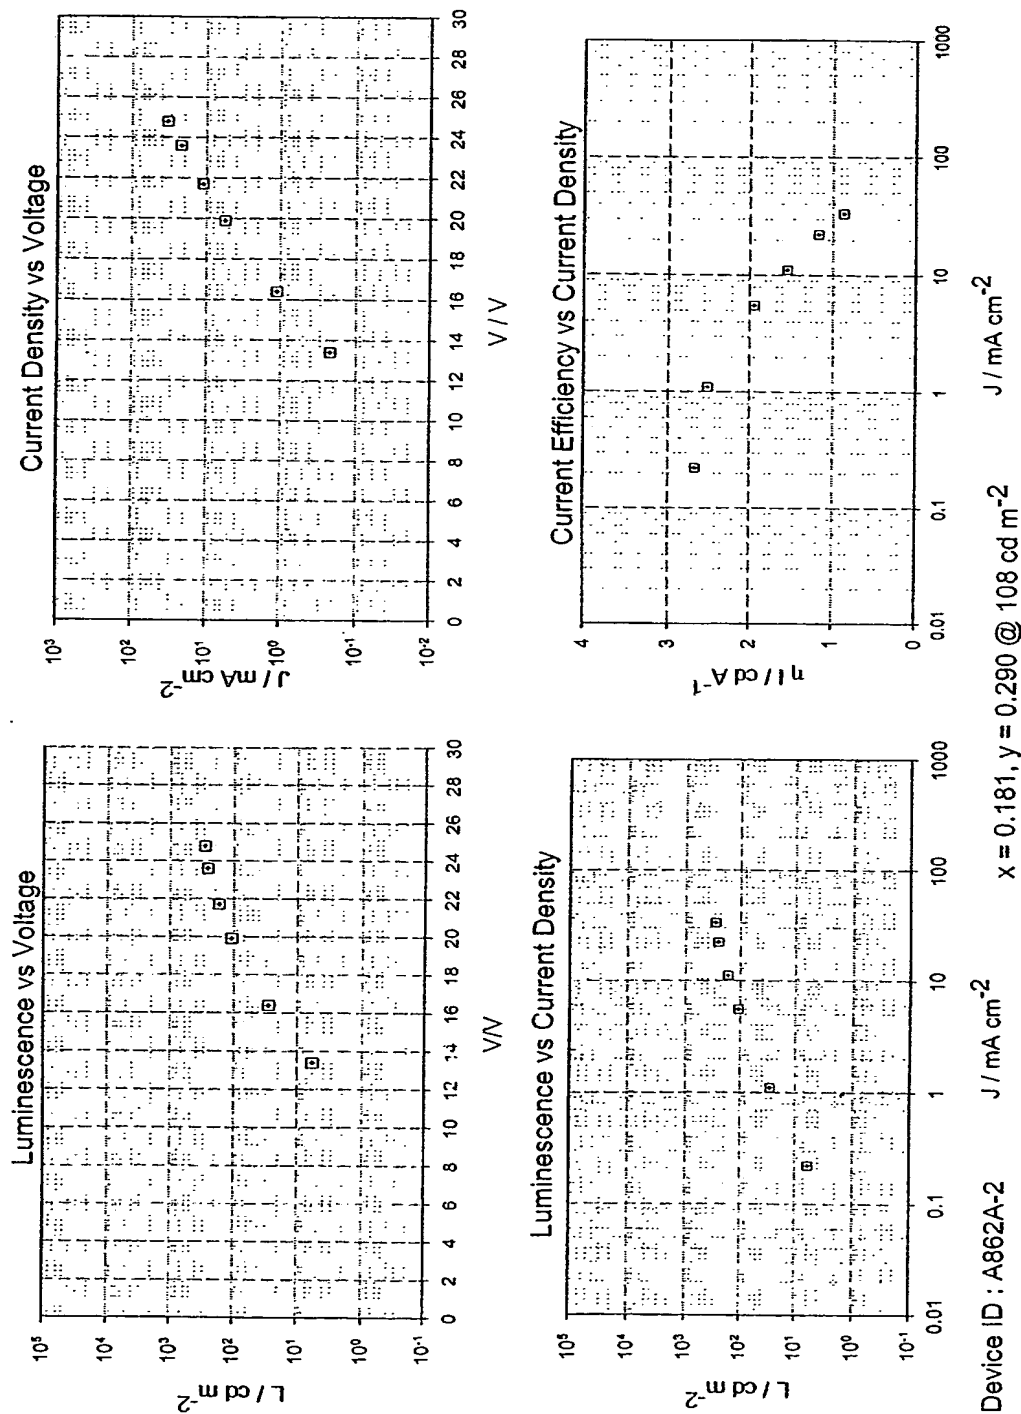 Luminescence vs Voltage
L / cd m⁻²
10⁵
10⁴
10³
10²
10¹
10⁰
10⁻¹
0 2 4 6 8 10 12 14 16 18 20 22 24 26 28 30
V/V
Current Density vs Voltage
J / mA cm⁻²
10³
10²
10¹
10⁰
10⁻¹
10⁻²
0 2 4 6 8 10 12 14 16 18 20 22 24 26 28 30
V / V
Luminescence vs Current Density
L / cd m⁻²
10⁵
10⁴
10³
10²
10¹
10⁰
10⁻¹
0.01 0.1 1 10 100 1000
J / mA cm⁻²
Current Efficiency vs Current Density
η l / cd A⁻¹
4
3
2
1
0
0.01 0.1 1 10 100 1000
J / mA cm⁻²
Device ID : A862A-2
x = 0.181, y = 0.290 @ 108 cd m⁻²